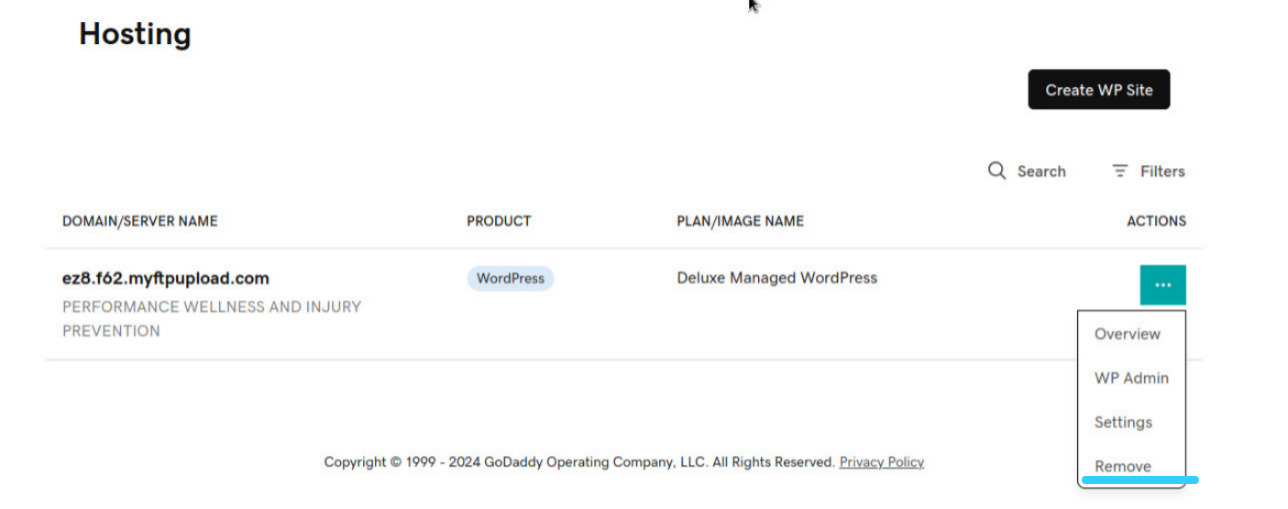 Hosting
Create WP Site
Search
Filters
DOMAIN/SERVER NAME
PRODUCT
PLAN/IMAGE NAME
ACTIONS
ez8.f62.myftpupload.com
WordPress
Deluxe Managed WordPress
PERFORMANCE WELLNESS AND INJURY
PREVENTION
Overview
WP Admin
Settings
Remove
Copyright © 1999 - 2024 GoDaddy Operating Company, LLC. All Rights Reserved. Privacy Policy